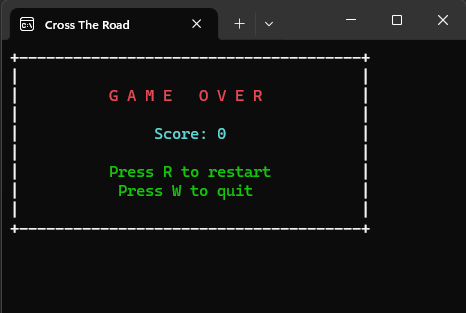 Cross The Road
G A M E   O V E R
Score: 0
Press R to restart
Press W to quit